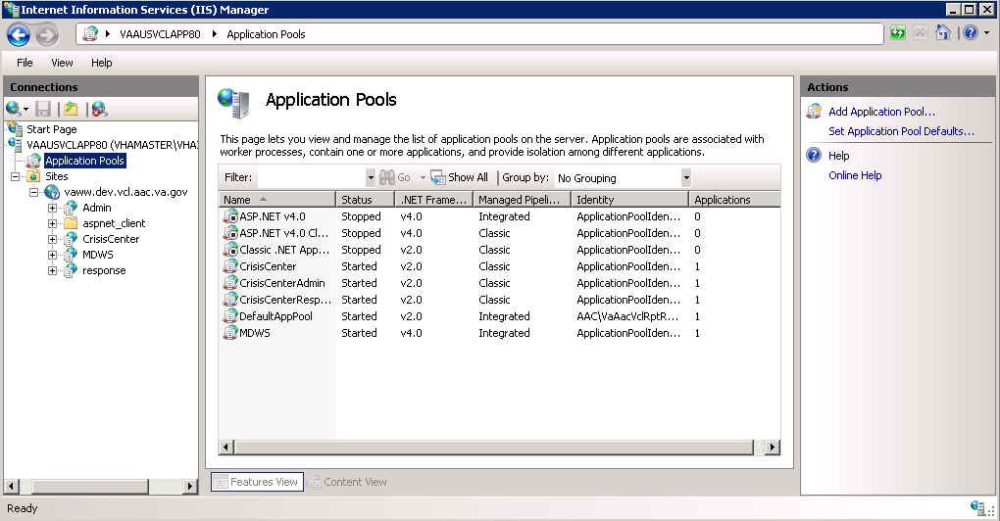 Internet Information Services (IIS) Manager
VAAUSVCLAPP80 Application Pools
File View Help
Connections
Start Page
VAAUSVCLAPP80 (VHAMASTER\VHA
Application Pools
Sites
vaww.dev.vcl.aac.va.gov
Admin
aspnet_client
CrisisCenter
MDWS
response
Application Pools
This page lets you view and manage the list of application pools on the server. Application pools are associated with
worker processes, contain one or more applications, and provide isolation among different applications.
Filter: Go Show All Group by: No Grouping
Name Status .NET Frame... Managed Pipeli... Identity Applications
ASP.NET v4.0 Stopped v4.0 Integrated ApplicationPoolIden... 0
ASP.NET v4.0 Cl... Stopped v4.0 Classic ApplicationPoolIden... 0
Classic .NET App... Stopped v2.0 Classic ApplicationPoolIden... 0
CrisisCenter Started v2.0 Classic ApplicationPoolIden... 1
CrisisCenterAdmin Started v2.0 Classic ApplicationPoolIden... 1
CrisisCenterResp... Started v2.0 Classic ApplicationPoolIden... 1
DefaultAppPool Started v2.0 Integrated AAC\VaAacVclRptR... 1
MDWS Started v4.0 Integrated ApplicationPoolIden... 1
Features View Content View
Actions
Add Application Pool...
Set Application Pool Defaults...
Help
Online Help
Ready